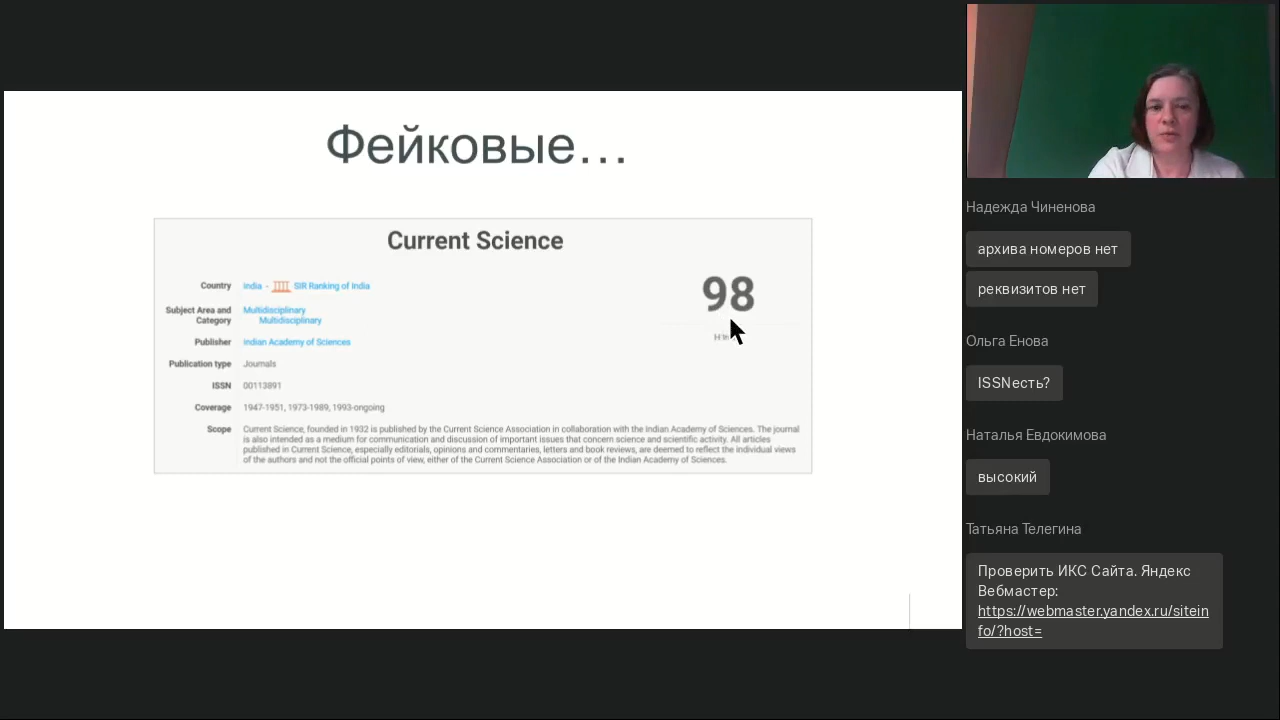 Фейковые...
Current Science
Country
India - SIR Ranking of India
98
Subject Area and
Category
Multidisciplinary
Multidisciplinary
Publisher
Indian Academy of Sciences
Publication type
Journals
ISSN
00113891
Coverage
1947-1951, 1973-1989, 1993-ongoing
Scope
Current Science, founded in 1932 is published by the Current Science Association in collaboration with the Indian Academy of Sciences. The journal
is also intended as a medium for communication and discussion of important issues that concern science and scientific activity. All articles
published in Current Science, especially editorials, opinions and commentaries, letters and book reviews, are deemed to reflect the individual views
of the authors and not the official points of view, either of the Current Science Association or of the Indian Academy of Sciences.
Надежда Чиненова
архива номеров нет
реквизитов нет
Ольга Енова
ISSNесть?
Наталья Евдокимова
высокий
Татьяна Телегина
Проверить ИКС Сайта. Яндекс
Вебмастер:
https://webmaster.yandex.ru/sitein
fo/?host=